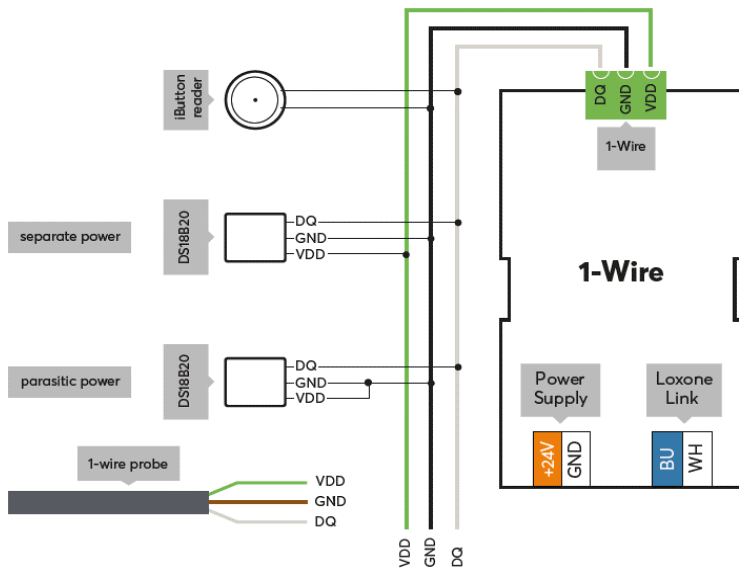 iButton
reader
DQ
GND
VDD
1-Wire
separate power
DS18B20
DQ
GND
VDD
1-Wire
parasitic power
DS18B20
DQ
GND
VDD
Power
Supply
Loxone
Link
+24V
GND
BU
WH
1-wire probe
VDD
GND
DQ
VDD
GND
DQ